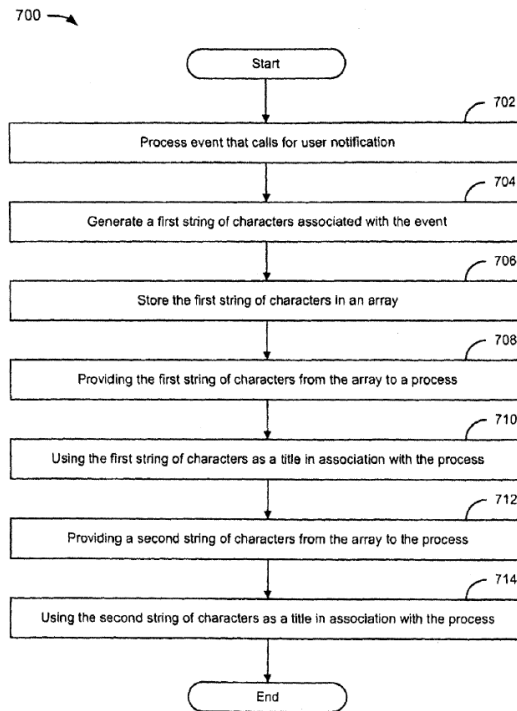 700
Start
702
Process event that calls for user notification
704
Generate a first string of characters associated with the event
706
Store the first string of characters in an array
708
Providing the first string of characters from the array to a process
710
Using the first string of characters as a title in association with the process
712
Providing a second string of characters from the array to the process
714
Using the second string of characters as a title in association with the process
End